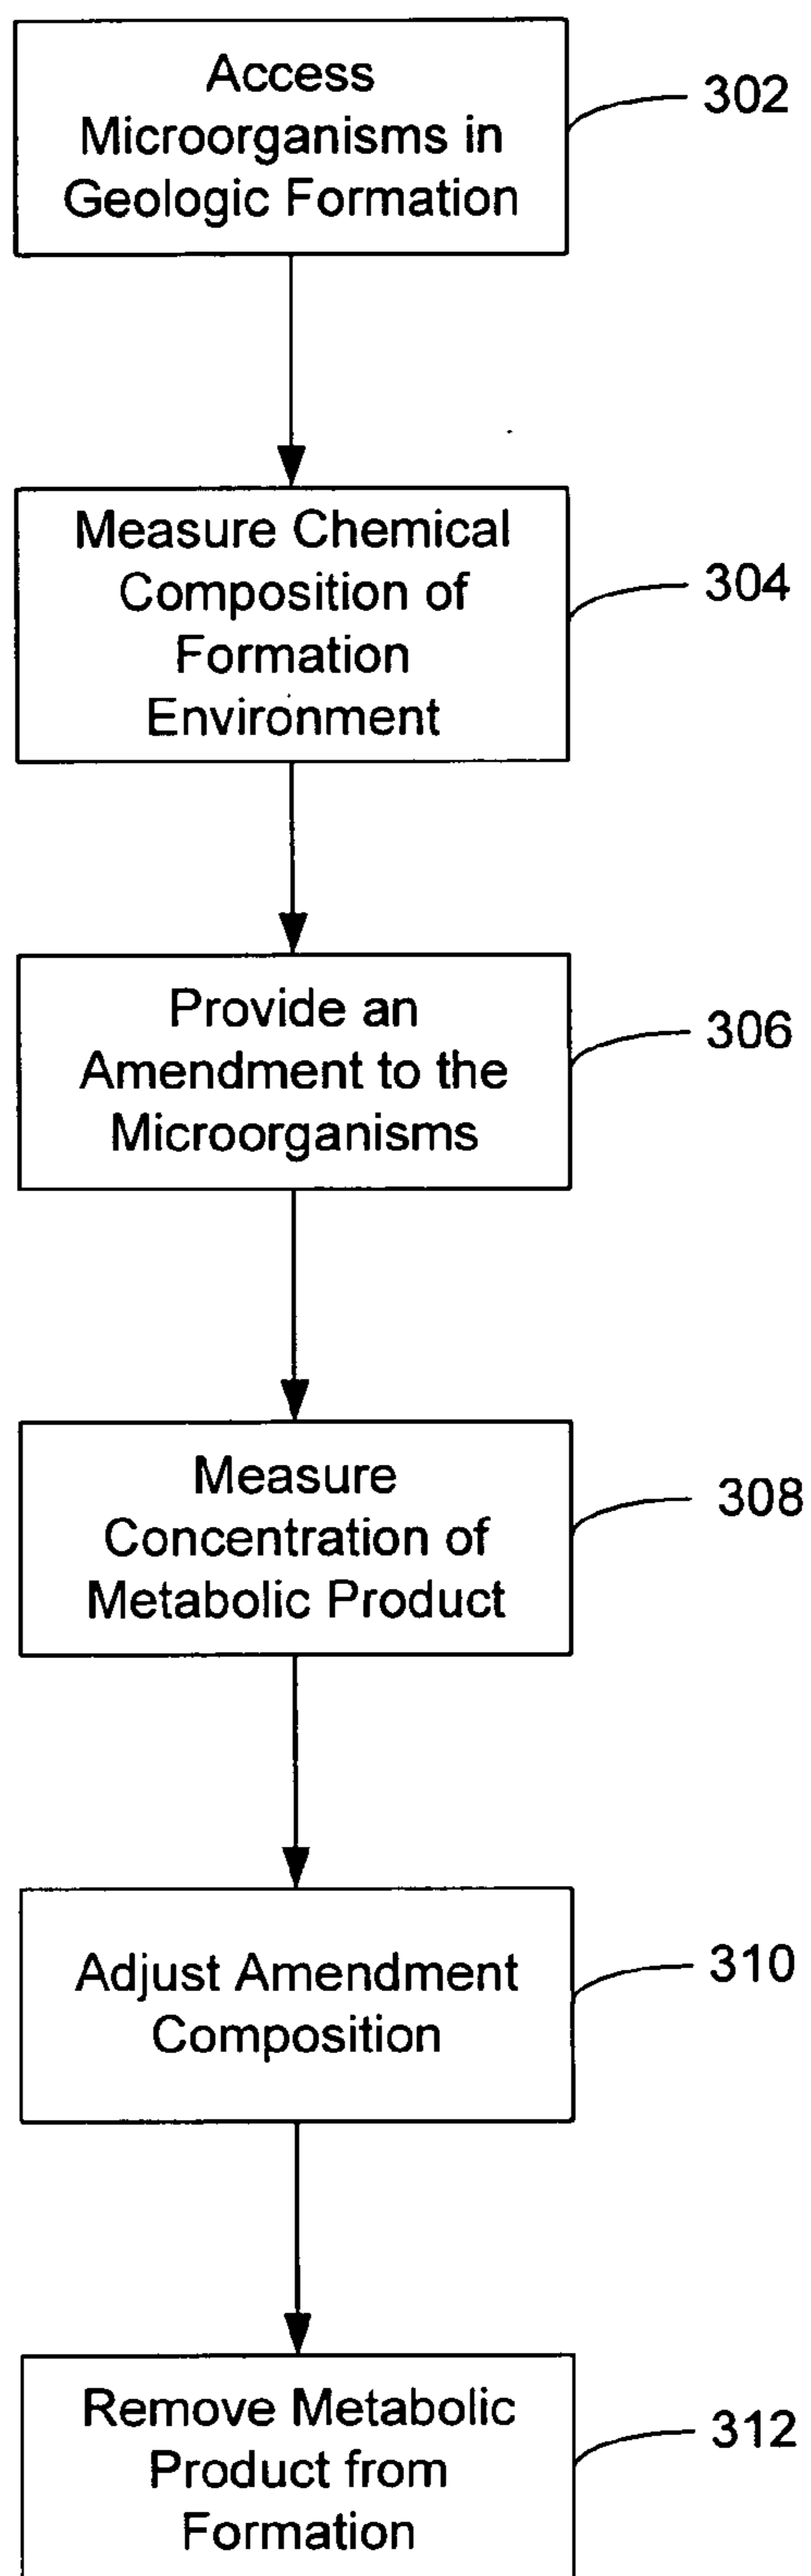 Access
Microorganisms in
Geologic Formation
302
Measure Chemical
Composition of
Formation
Environment
304
Provide an
Amendment to the
Microorganisms
306
Measure
Concentration of
Metabolic Product
308
Adjust Amendment
Composition
310
Remove Metabolic
Product from
Formation
312